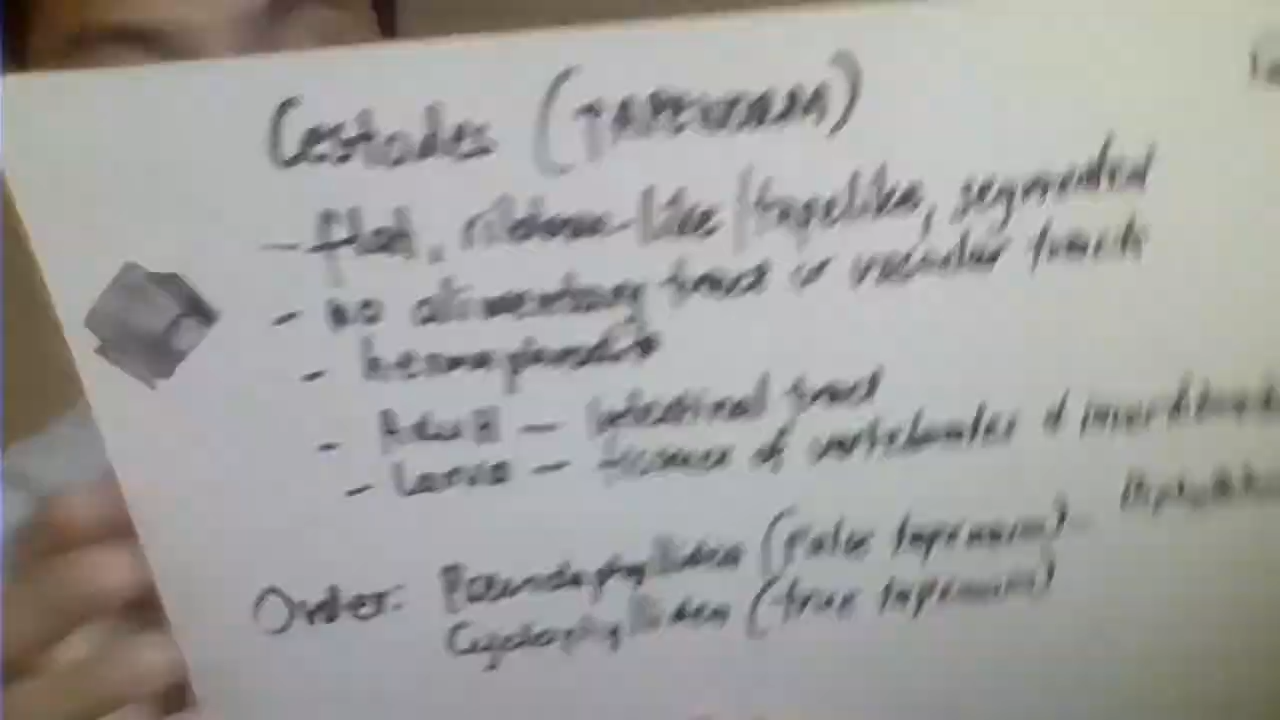 Cestodes (TAPEWORM)
- flat, ribbon-like/tapelike, segmented
- no alimentary tract or vascular tract
- hermaphrodite
- Adult - intestinal tract
- Larva - tissues of vertebrates &
Order: Pseudophyllidea (false tapeworm) -
Cyclophyllidea (true tapeworm)